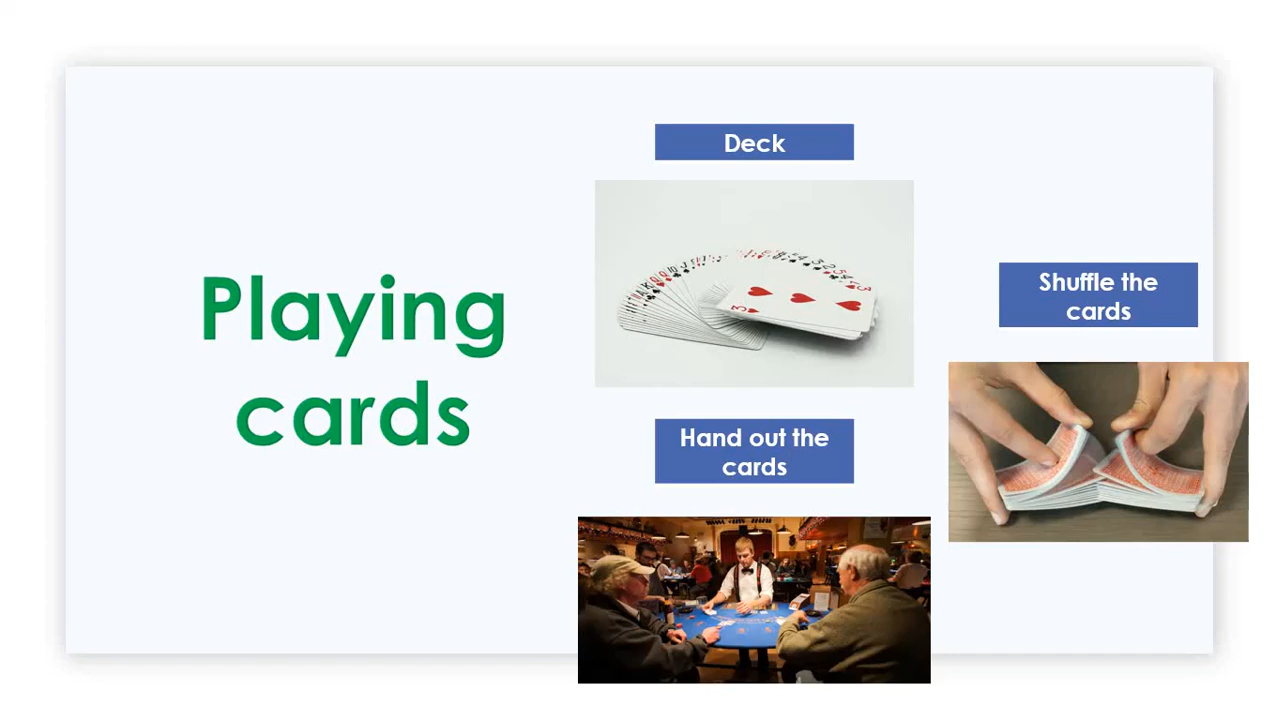 Playing
cards
Deck
Hand out the
cards
Shuffle the
cards